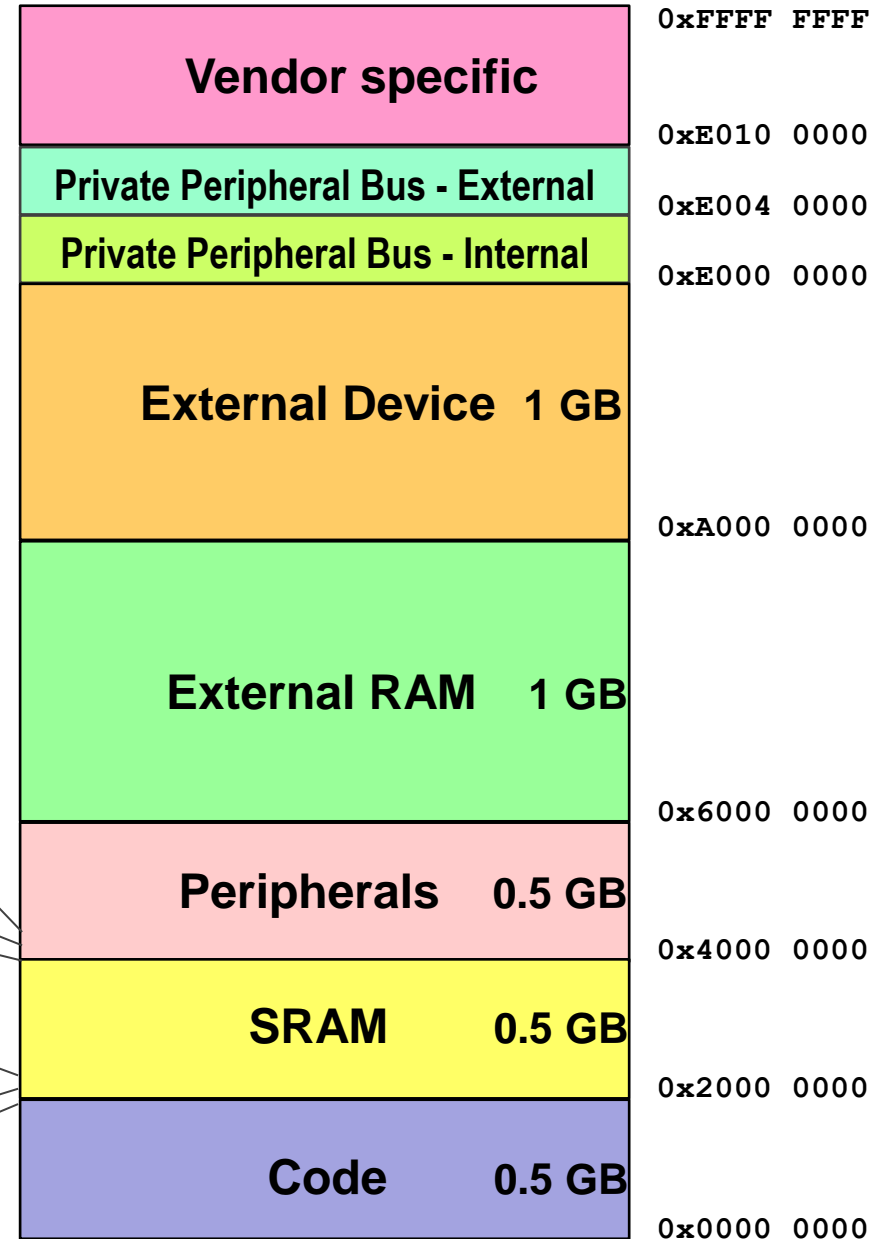 0xFFFF FFFF
Vendor specific
0xE010 0000
Private Peripheral Bus - External
0xE004 0000
Private Peripheral Bus - Internal
0xE000 0000
External Device 1 GB
0xA000 0000
External RAM 1 GB
0x6000 0000
Peripherals 0.5 GB
0x4000 0000
SRAM 0.5 GB
0x2000 0000
Code 0.5 GB
0x0000 0000